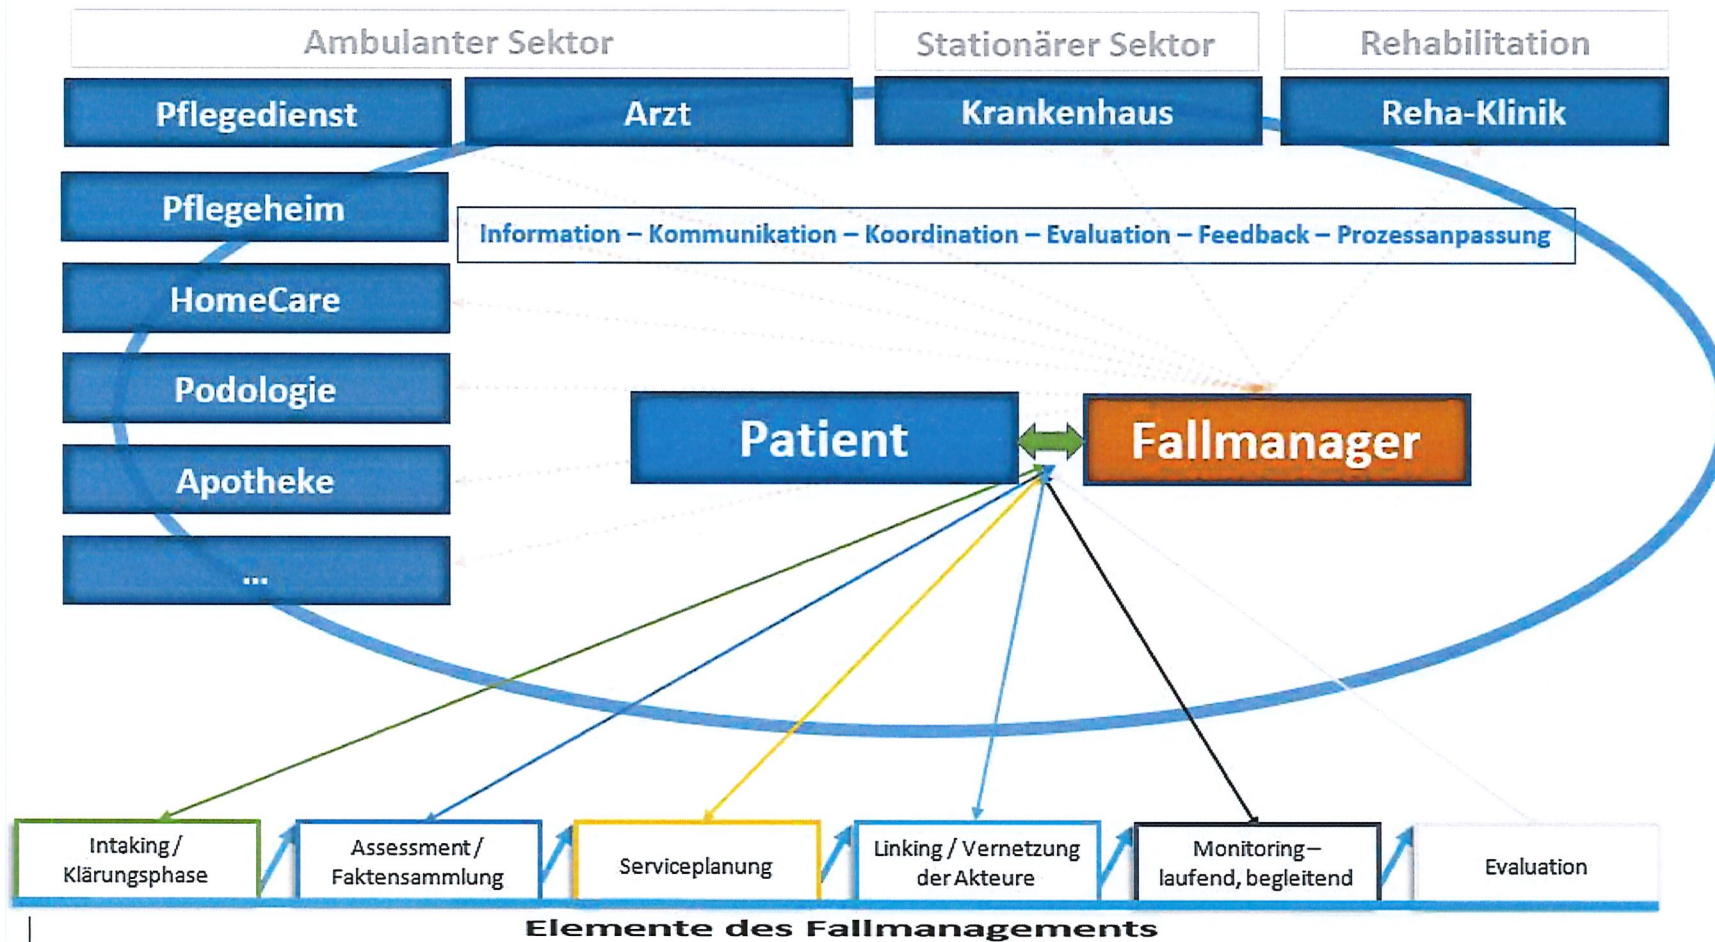 Ambulanter Sektor
Stationärer Sektor
Rehabilitation
Pflegedienst
Arzt
Krankenhaus
Reha-Klinik
Pflegeheim
Information – Kommunikation – Koordination – Evaluation – Feedback – Prozessanpassung
HomeCare
Podologie
Patient
Fallmanager
Apotheke
...
Intaking /
Klärungsphase
Assessment /
Faktensammlung
Serviceplanung
Linking / Vernetzung
der Akteure
Monitoring –
laufend, begleitend
Evaluation
Elemente des Fallmanagements